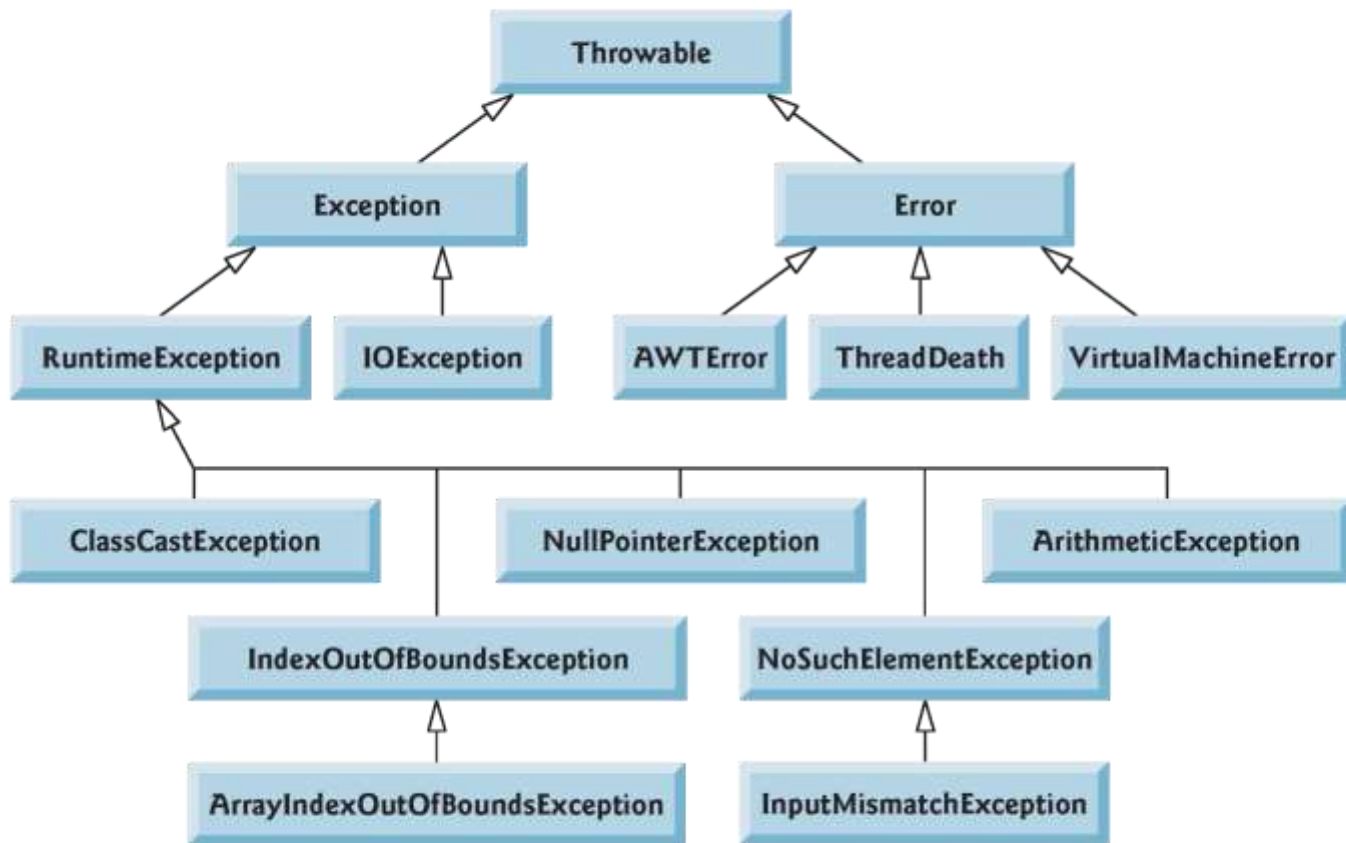 Throwable
Exception
Error
RuntimeException
IOException
AWTError
ThreadDeath
VirtualMachineError
ClassCastException
NullPointerException
ArithmeticException
IndexOutOfBoundsException
NoSuchElementException
ArrayIndexOutOfBoundsException
InputMismatchException